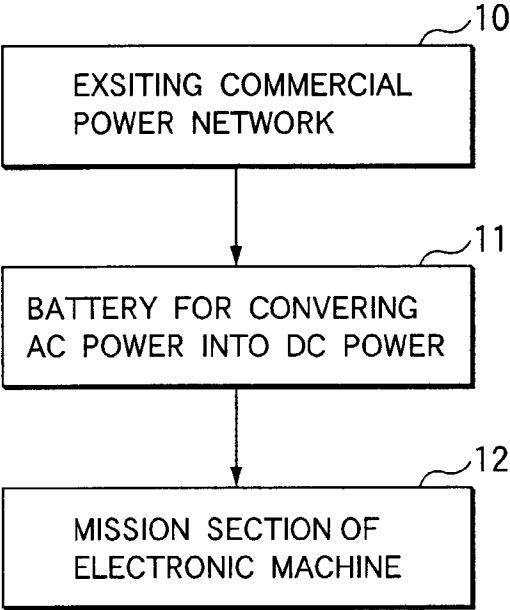 10
EXSITING COMMERCIAL
POWER NETWORK
11
BATTERY FOR CONVERING
AC POWER INTO DC POWER
12
MISSION SECTION OF
ELECTRONIC MACHINE